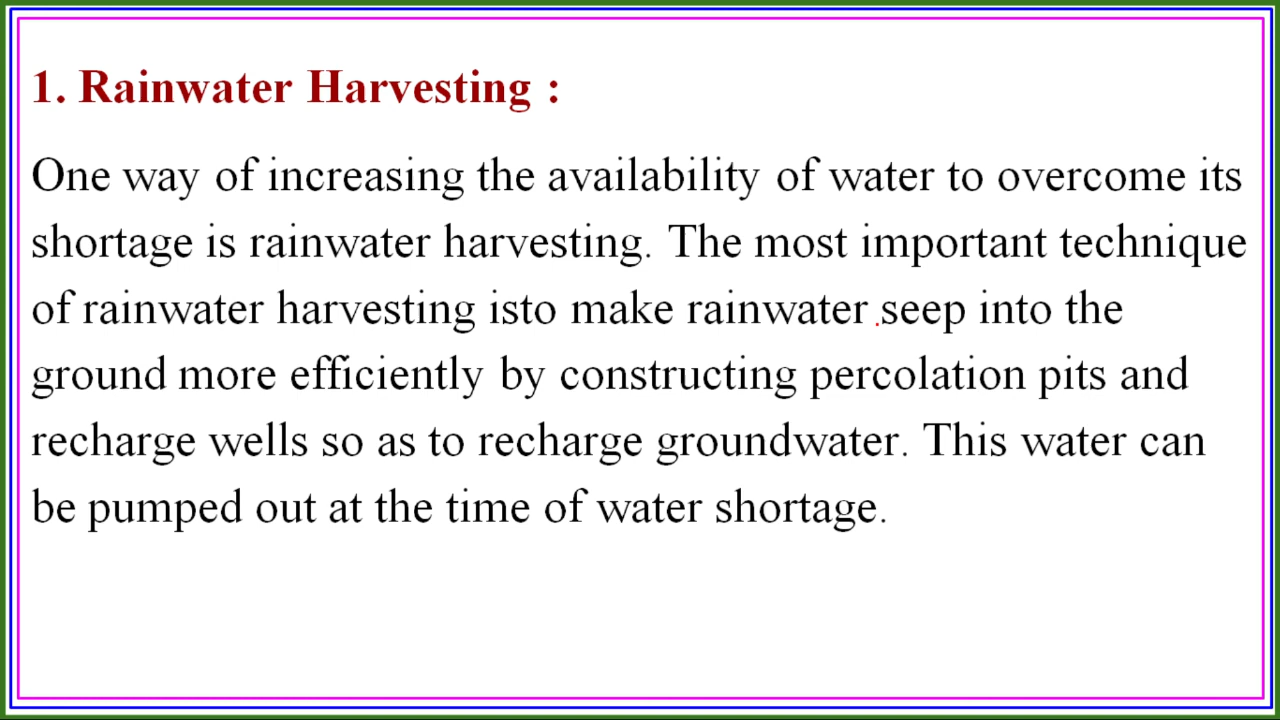 1. Rainwater Harvesting :
One way of increasing the availability of water to overcome its
shortage is rainwater harvesting. The most important technique
of rainwater harvesting isto make rainwater seep into the
ground more efficiently by constructing percolation pits and
recharge wells so as to recharge groundwater. This water can
be pumped out at the time of water shortage.